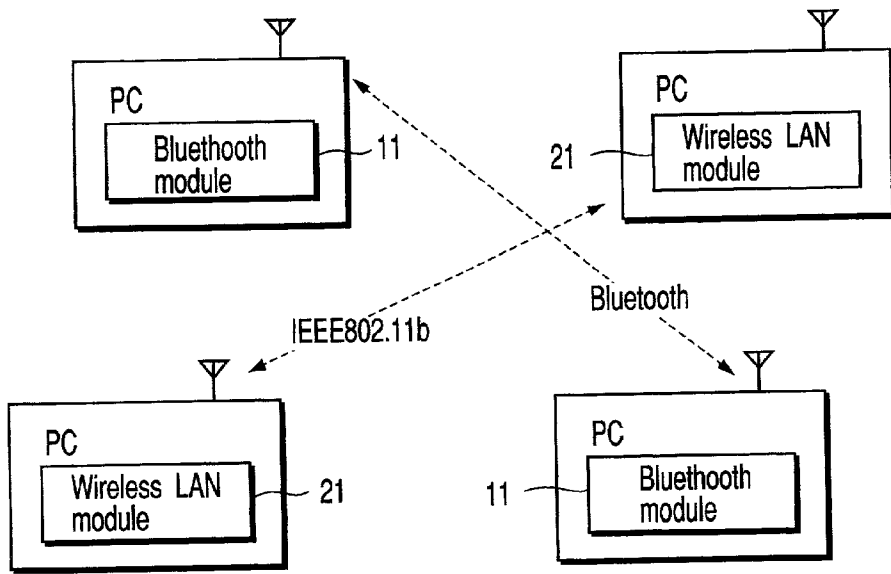 PC
Bluethooth
module
11
PC
Wireless LAN
module
21
IEEE802.11b
Bluetooth
PC
Wireless LAN
module
21
PC
Bluethooth
module
11